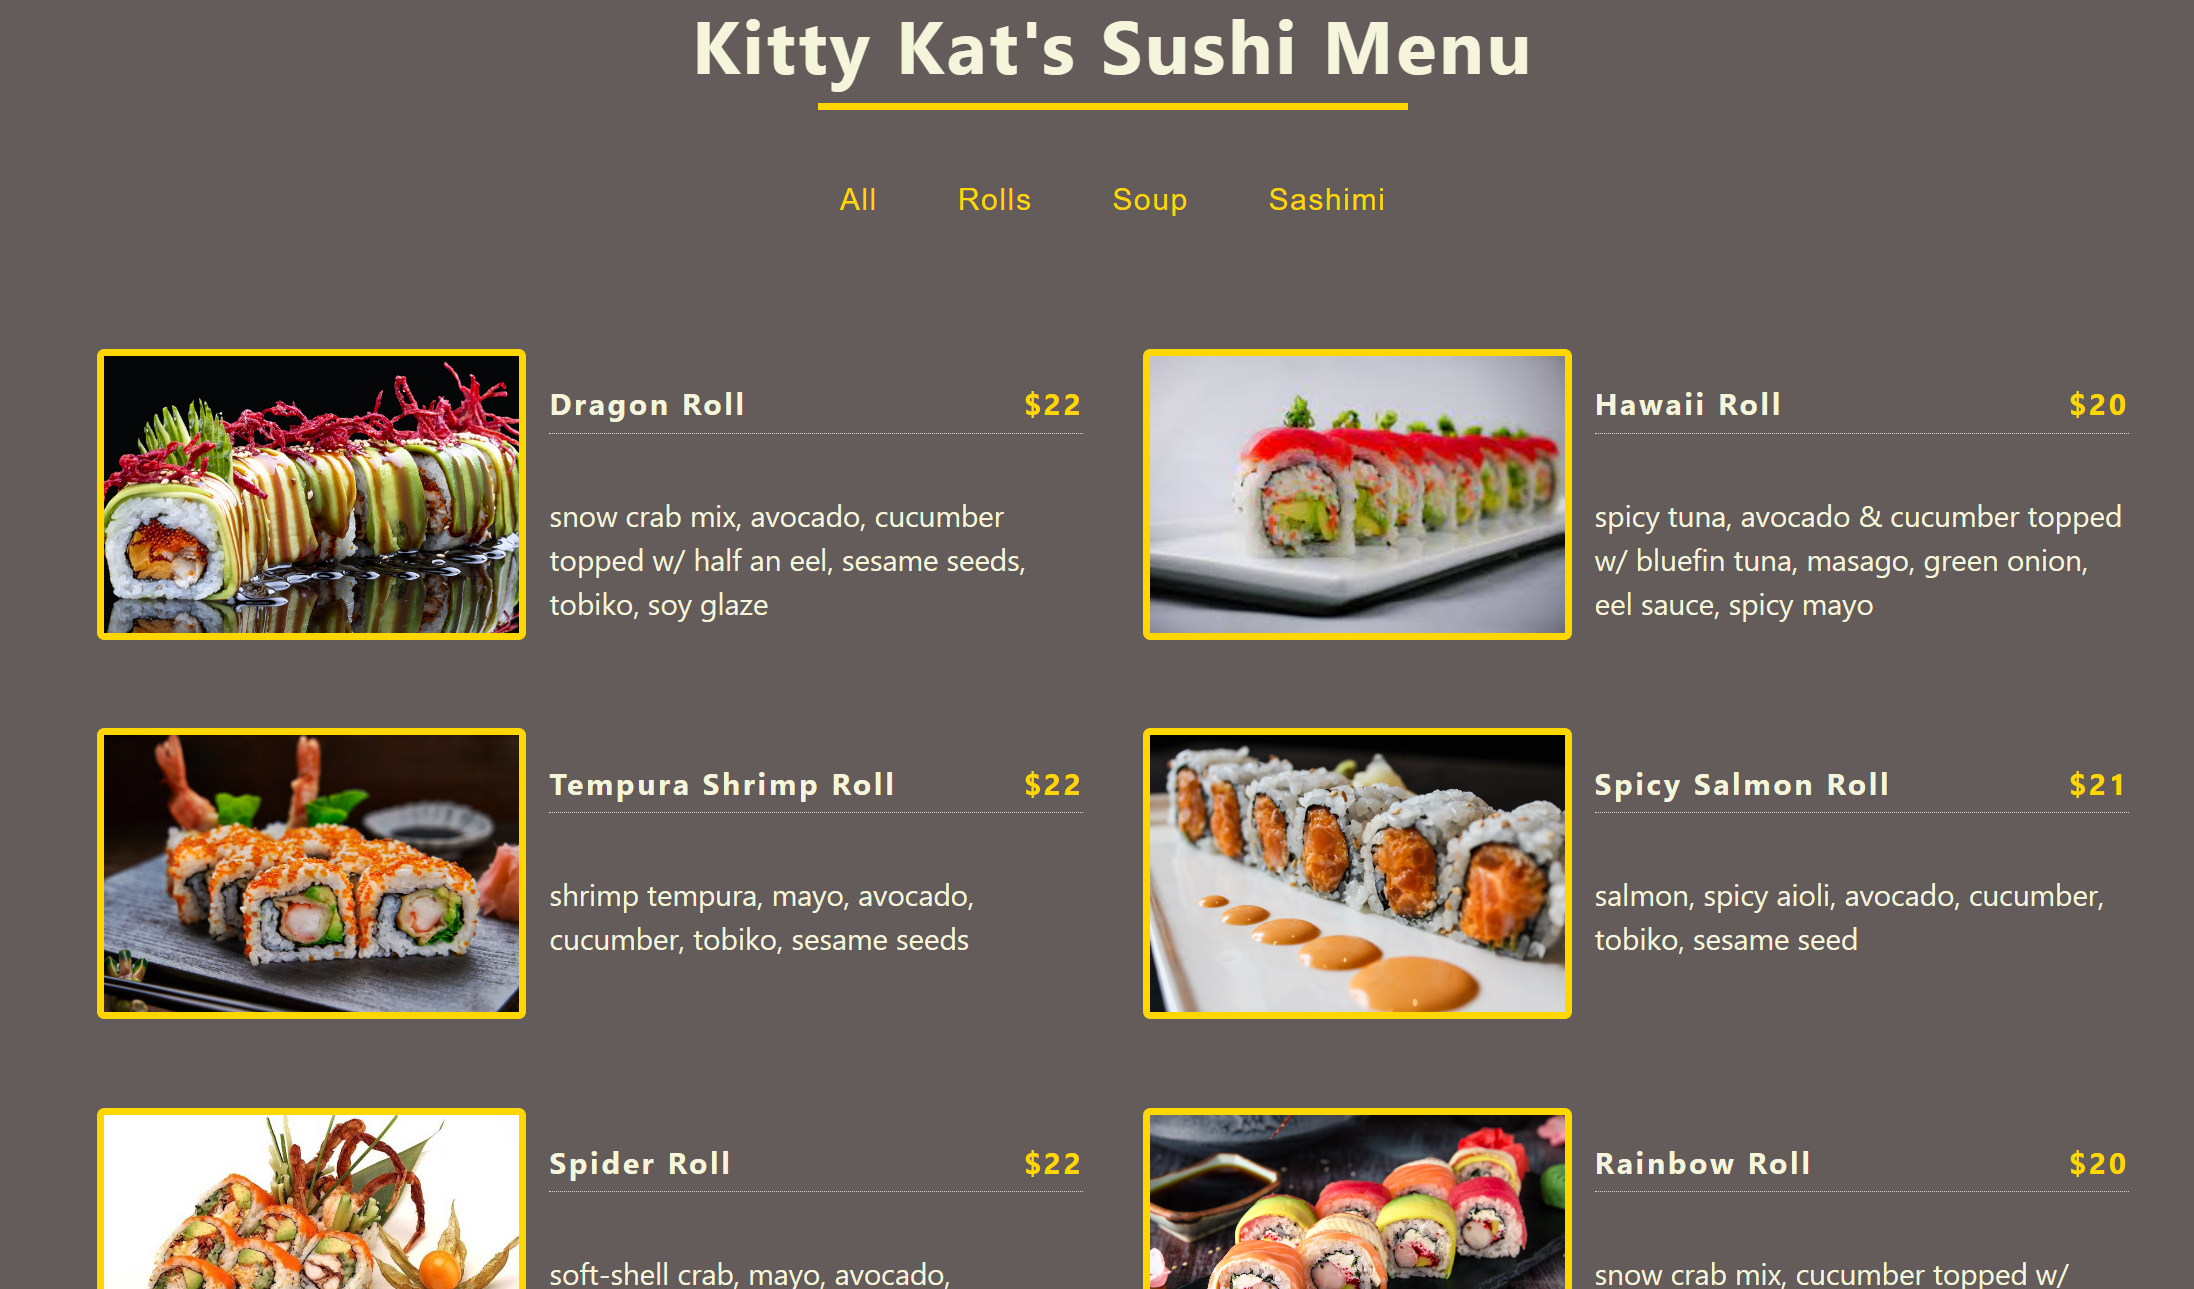 Kitty Kat's Sushi Menu
All Rolls Soup Sashimi
Dragon Roll $22
snow crab mix, avocado, cucumber
topped w/ half an eel, sesame seeds,
tobiko, soy glaze
Hawaii Roll $20
spicy tuna, avocado & cucumber topped
w/ bluefin tuna, masago, green onion,
eel sauce, spicy mayo
Tempura Shrimp Roll $22
shrimp tempura, mayo, avocado,
cucumber, tobiko, sesame seeds
Spicy Salmon Roll $21
salmon, spicy aioli, avocado, cucumber,
tobiko, sesame seed
Spider Roll $22
soft-shell crab, mayo, avocado,
Rainbow Roll $20
snow crab mix, cucumber topped w/